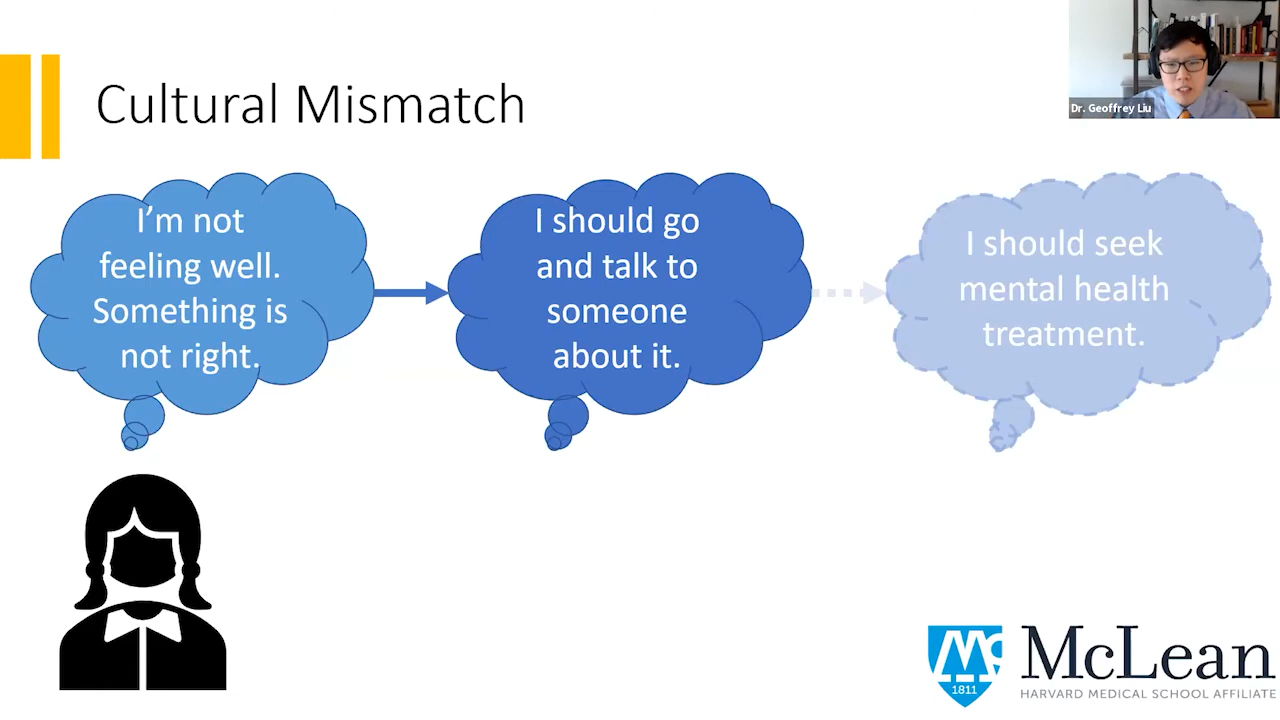 Cultural Mismatch
Dr. Geoffrey Liu
I’m not
feeling well.
Something is
not right.
I should go
and talk to
someone
about it.
I should seek
mental health
treatment.
1811
McLean
HARVARD MEDICAL SCHOOL AFFILIATE